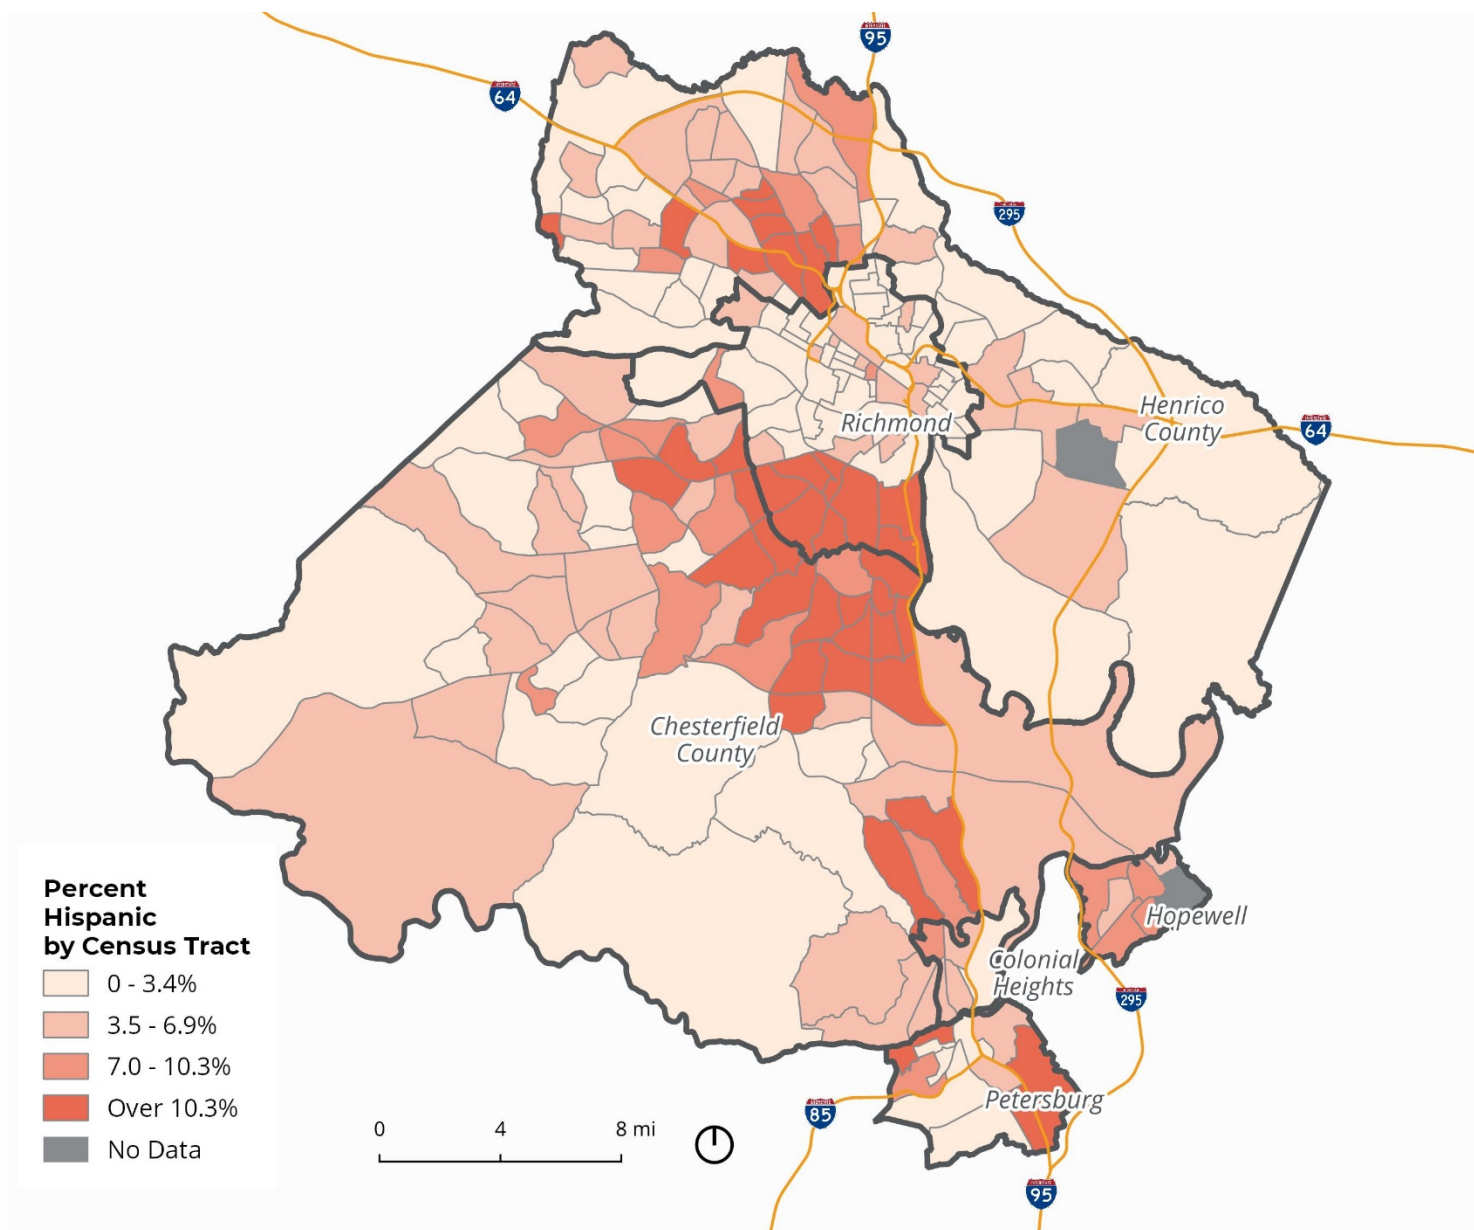 95
64
295
Henrico
County
64
Richmond
Chesterfield
County
Percent
Hispanic
by Census Tract
0 - 3.4%
3.5 - 6.9%
7.0 - 10.3%
Over 10.3%
No Data
Hopewell
Colonial
Heights
295
Petersburg
85
0 4 8 mi
95